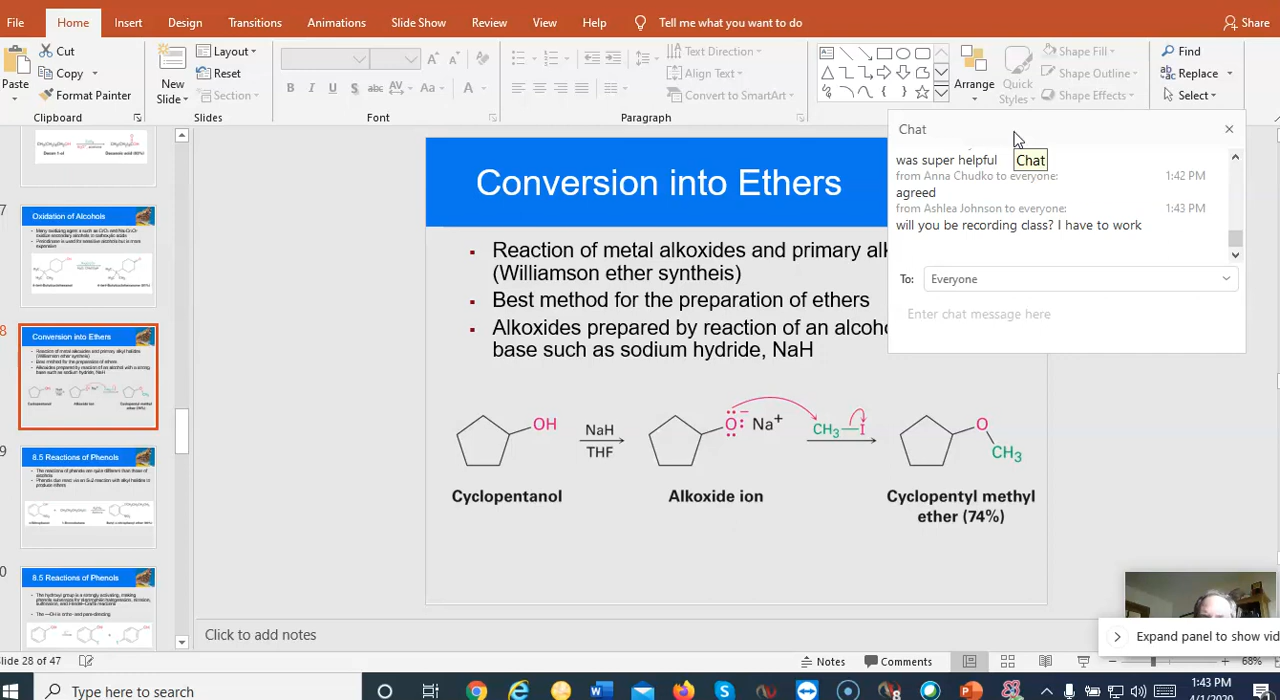 File Home Insert Design Transitions Animations Slide Show Review View Help Tell me what you want to do Share
Cut
Copy
Format Painter
Paste
Clipboard
New
Slide
Layout
Reset
Section
Slides
B I U S abc AV Aa A
Font
Text Direction
Align Text
Convert to SmartArt
Paragraph
Arrange
Quick
Styles
Shape Fill
Shape Outline
Shape Effects
Find
Replace
Select
Editing
Chat
was super helpful
Chat
from Anna Chudko to everyone: 1:42 PM
agreed
from Ashlea Johnson to everyone: 1:43 PM
will you be recording class? I have to work
To: Everyone
Enter chat message here
7
Oxidation of Alcohols
8
Conversion into Ethers
9
8.5 Reactions of Phenols
0
8.5 Reactions of Phenols
Conversion into Ethers
Reaction of metal alkoxides and primary alk
(Williamson ether syntheis)
Best method for the preparation of ethers
Alkoxides prepared by reaction of an alcoho
base such as sodium hydride, NaH
OH
NaH
THF
O − Na+
CH3—I
O
CH3
Cyclopentanol
Alkoxide ion
Cyclopentyl methyl
ether (74%)
Click to add notes
Expand panel to show vid
Slide 28 of 47
Notes
Comments
68%
Type here to search
1:43 PM
4/1/2020